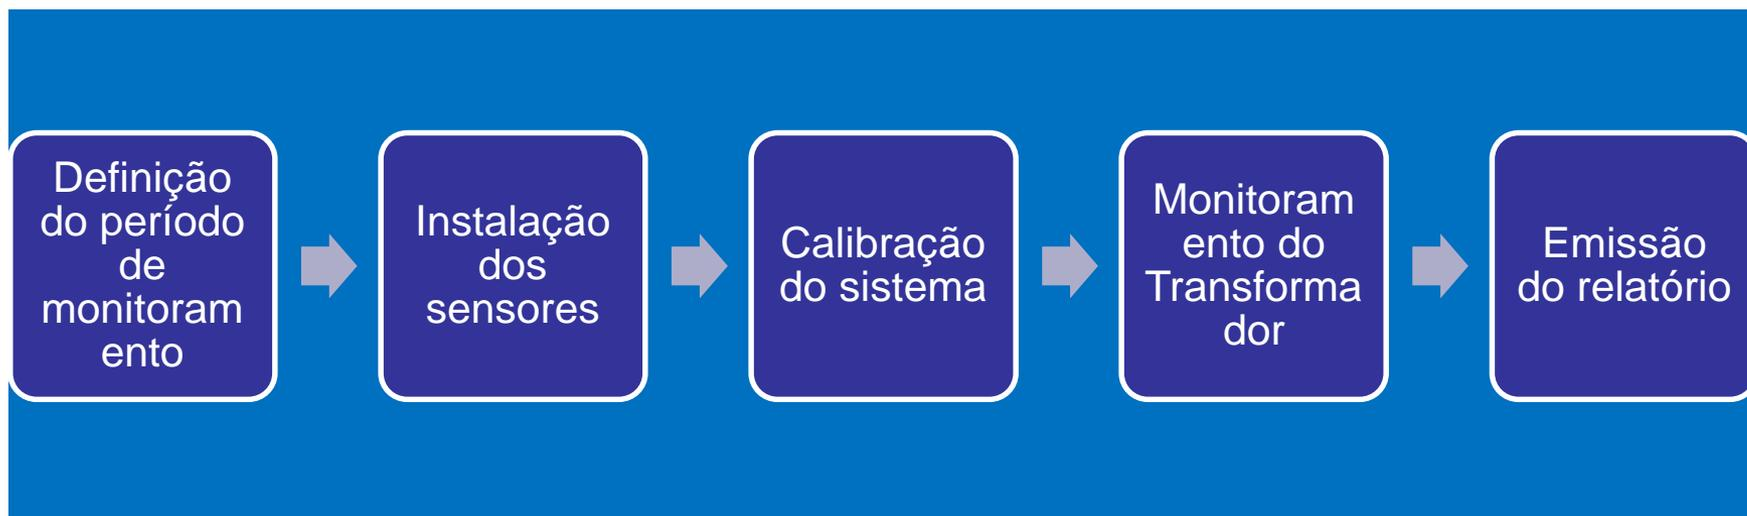 Definição
do período
de
monitoram
ento
Instalação
dos
sensores
Calibração
do sistema
Monitoram
ento do
Transforma
dor
Emissão
do relatório